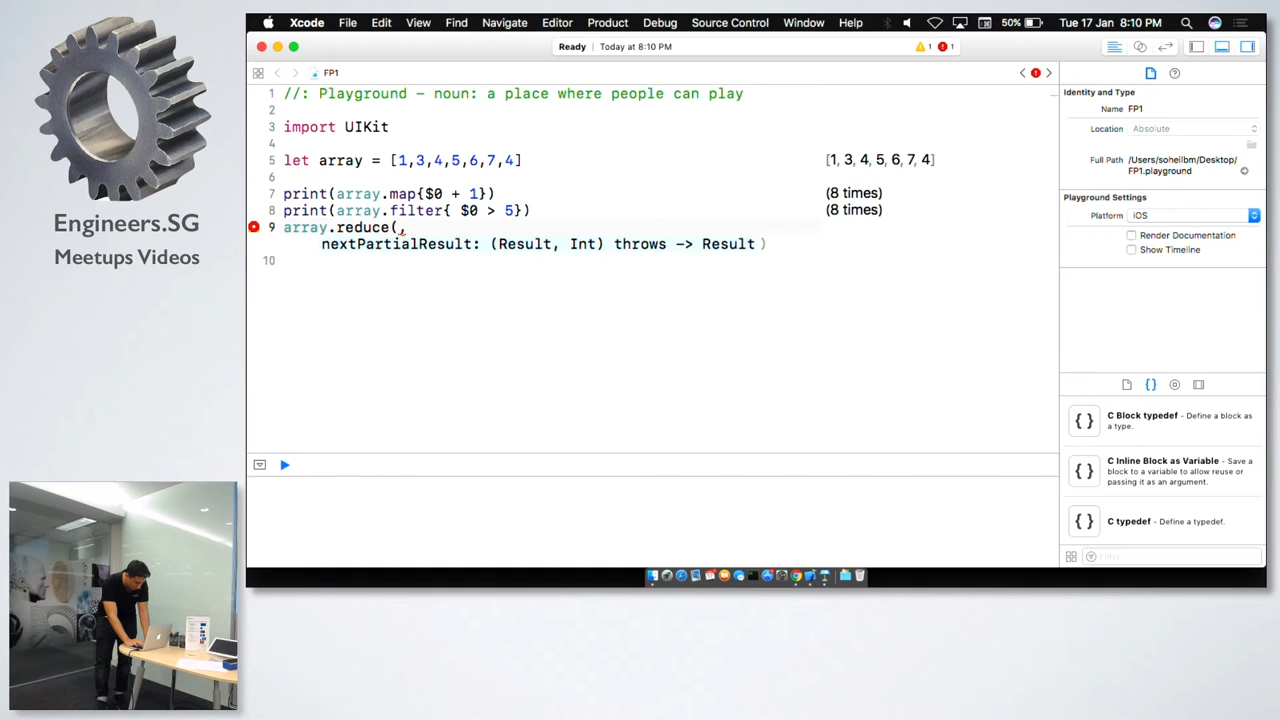 Engineers.SG
Meetups Videos
Xcode File Edit View Find Navigate Editor Product Debug Source Control Window Help 50% Tue 17 Jan 8:10 PM
Ready Today at 8:10 PM 1 1
FP1
1 //: Playground – noun: a place where people can play
2
3 import UIKit
4
5 let array = [1,3,4,5,6,7,4] [1, 3, 4, 5, 6, 7, 4]
6
7 print(array.map{$0 + 1}) (8 times)
8 print(array.filter{ $0 > 5}) (8 times)
9 array.reduce(,
nextPartialResult: (Result, Int) throws -> Result )
10
Identity and Type
Name FP1
Location Absolute
Full Path /Users/soheilbm/Desktop/
FP1.playground
Playground Settings
Platform iOS
Render Documentation
Show Timeline
{} C Block typedef - Define a block as
a type.
{} C Inline Block as Variable - Save a
block to a variable to allow reuse or
passing it as an argument.
{} C typedef - Define a typedef.
Filter